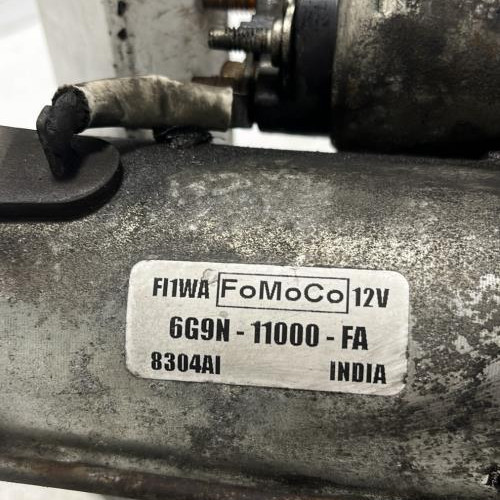 FI1WA FoMoCo 12V
6G9N - 11000 - FA
8304AI INDIA